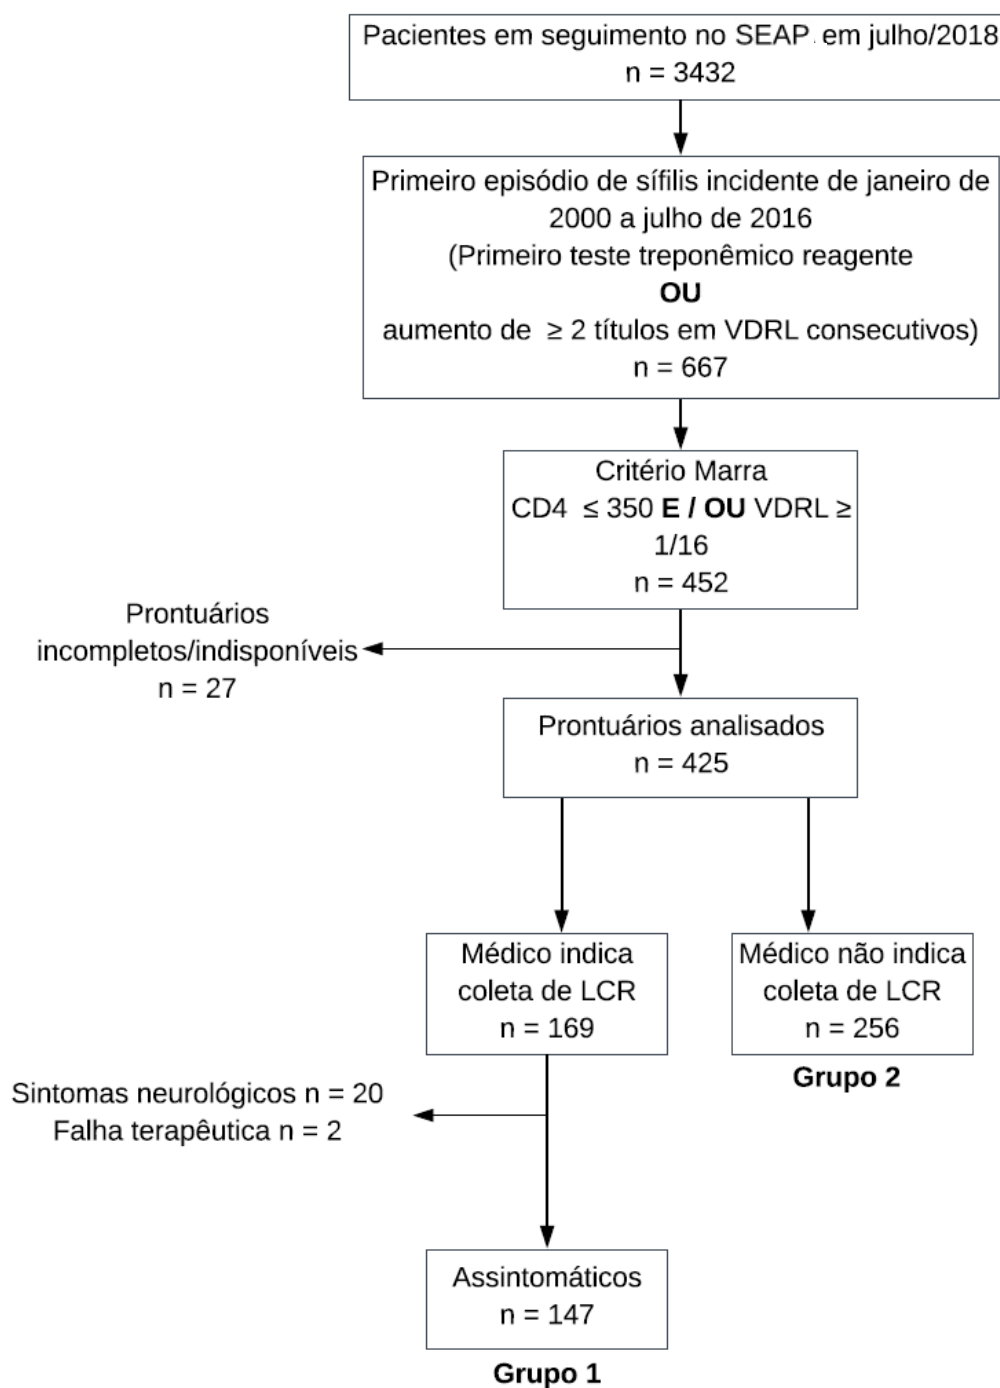 Pacientes em seguimento no SEAP em julho/2018
n = 3432
Primeiro episódio de sífilis incidente de janeiro de
2000 a julho de 2016
(Primeiro teste treponêmico reagente
OU
aumento de ≥ 2 títulos em VDRL consecutivos)
n = 667
Critério Marra
CD4 ≤ 350 E / OU VDRL ≥
1/16
n = 452
Prontuários
incompletos/indisponíveis
n = 27
Prontuários analisados
n = 425
Médico indica
coleta de LCR
n = 169
Médico não indica
coleta de LCR
n = 256
Grupo 2
Sintomas neurológicos n = 20
Falha terapêutica n = 2
Assintomáticos
n = 147
Grupo 1